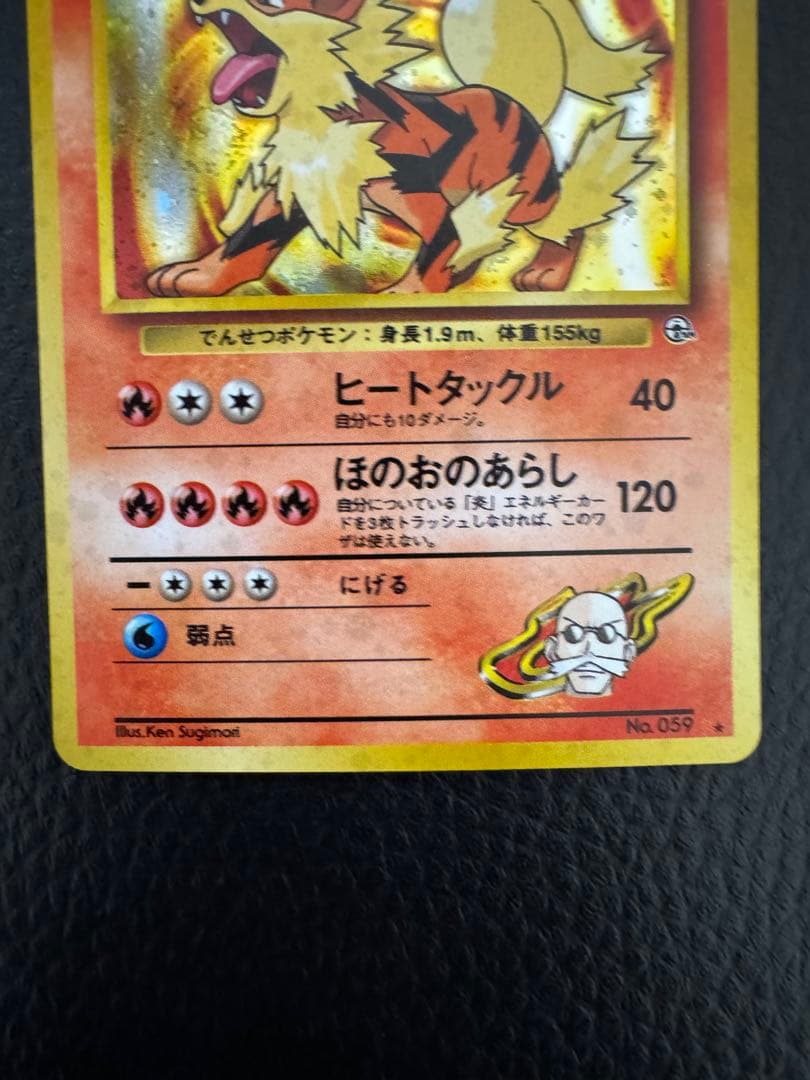 でんせつポケモン：身長1.9m、体重155kg
ヒートタックル 40
自分にも10ダメージ。
ほのおのあらし 120
自分についている「炎」エネルギーカー
ドを3枚トラッシュしなければ、このワ
ザは使えない。
ー にげる
弱点
Illus.Ken Sugimori No. 059 ★